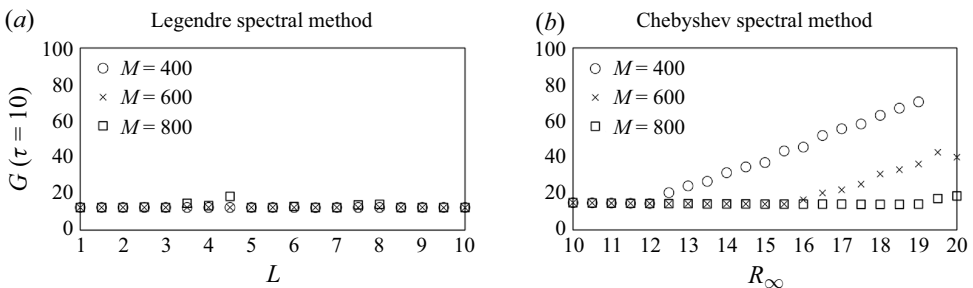 (a) Legendre spectral method
G (τ = 10)
100
80
60
40
20
0
M = 400
M = 600
M = 800
1 2 3 4 5 6 7 8 9 10
L
(b) Chebyshev spectral method
100
80
60
40
20
0
M = 400
M = 600
M = 800
10 11 12 13 14 15 16 17 18 19 20
R∞